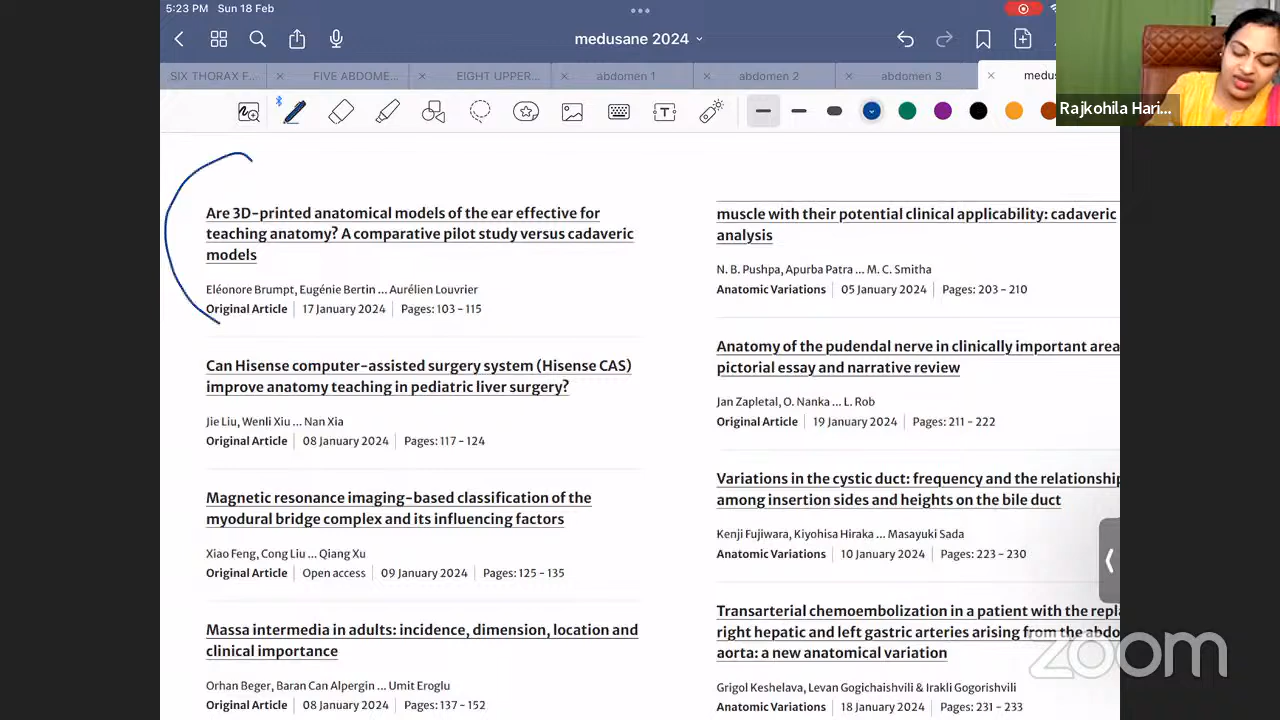 5:23 PM Sun 18 Feb
medusane 2024
SIX THORAX F...
FIVE ABDOME...
EIGHT UPPER...
abdomen 1
abdomen 2
abdomen 3
medus
Rajkohila Hari...
Are 3D-printed anatomical models of the ear effective for
teaching anatomy? A comparative pilot study versus cadaveric
models
Eléonore Brumpt, Eugénie Bertin ... Aurélien Louvrier
Original Article 17 January 2024 Pages: 103 - 115
Can Hisense computer-assisted surgery system (Hisense CAS)
improve anatomy teaching in pediatric liver surgery?
Jie Liu, Wenli Xiu ... Nan Xia
Original Article 08 January 2024 Pages: 117 - 124
Magnetic resonance imaging-based classification of the
myodural bridge complex and its influencing factors
Xiao Feng, Cong Liu ... Qiang Xu
Original Article Open access 09 January 2024 Pages: 125 - 135
Massa intermedia in adults: incidence, dimension, location and
clinical importance
Orhan Beger, Baran Can Alpergin ... Umit Eroglu
Original Article 08 January 2024 Pages: 137 - 152
muscle with their potential clinical applicability: cadaveric
analysis
N. B. Pushpa, Apurba Patra ... M. C. Smitha
Anatomic Variations 05 January 2024 Pages: 203 - 210
Anatomy of the pudendal nerve in clinically important area
pictorial essay and narrative review
Jan Zapletal, O. Nanka ... L. Rob
Original Article 19 January 2024 Pages: 211 - 222
Variations in the cystic duct: frequency and the relationship
among insertion sides and heights on the bile duct
Kenji Fujiwara, Kiyohisa Hiraka ... Masayuki Sada
Anatomic Variations 10 January 2024 Pages: 223 - 230
Transarterial chemoembolization in a patient with the repla
right hepatic and left gastric arteries arising from the abdo
aorta: a new anatomical variation
Grigol Keshelava, Levan Gogichaishvili & Irakli Gogorishvili
Anatomic Variations 18 January 2024 Pages: 231 - 233
zoom